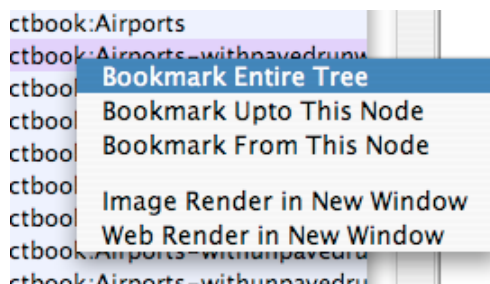 ctbook:Airports
ctbook:Airports-withpavedrunw
Bookmark Entire Tree
Bookmark Upto This Node
Bookmark From This Node
Image Render in New Window
Web Render in New Window
ctbook:Airports-withunpavedru